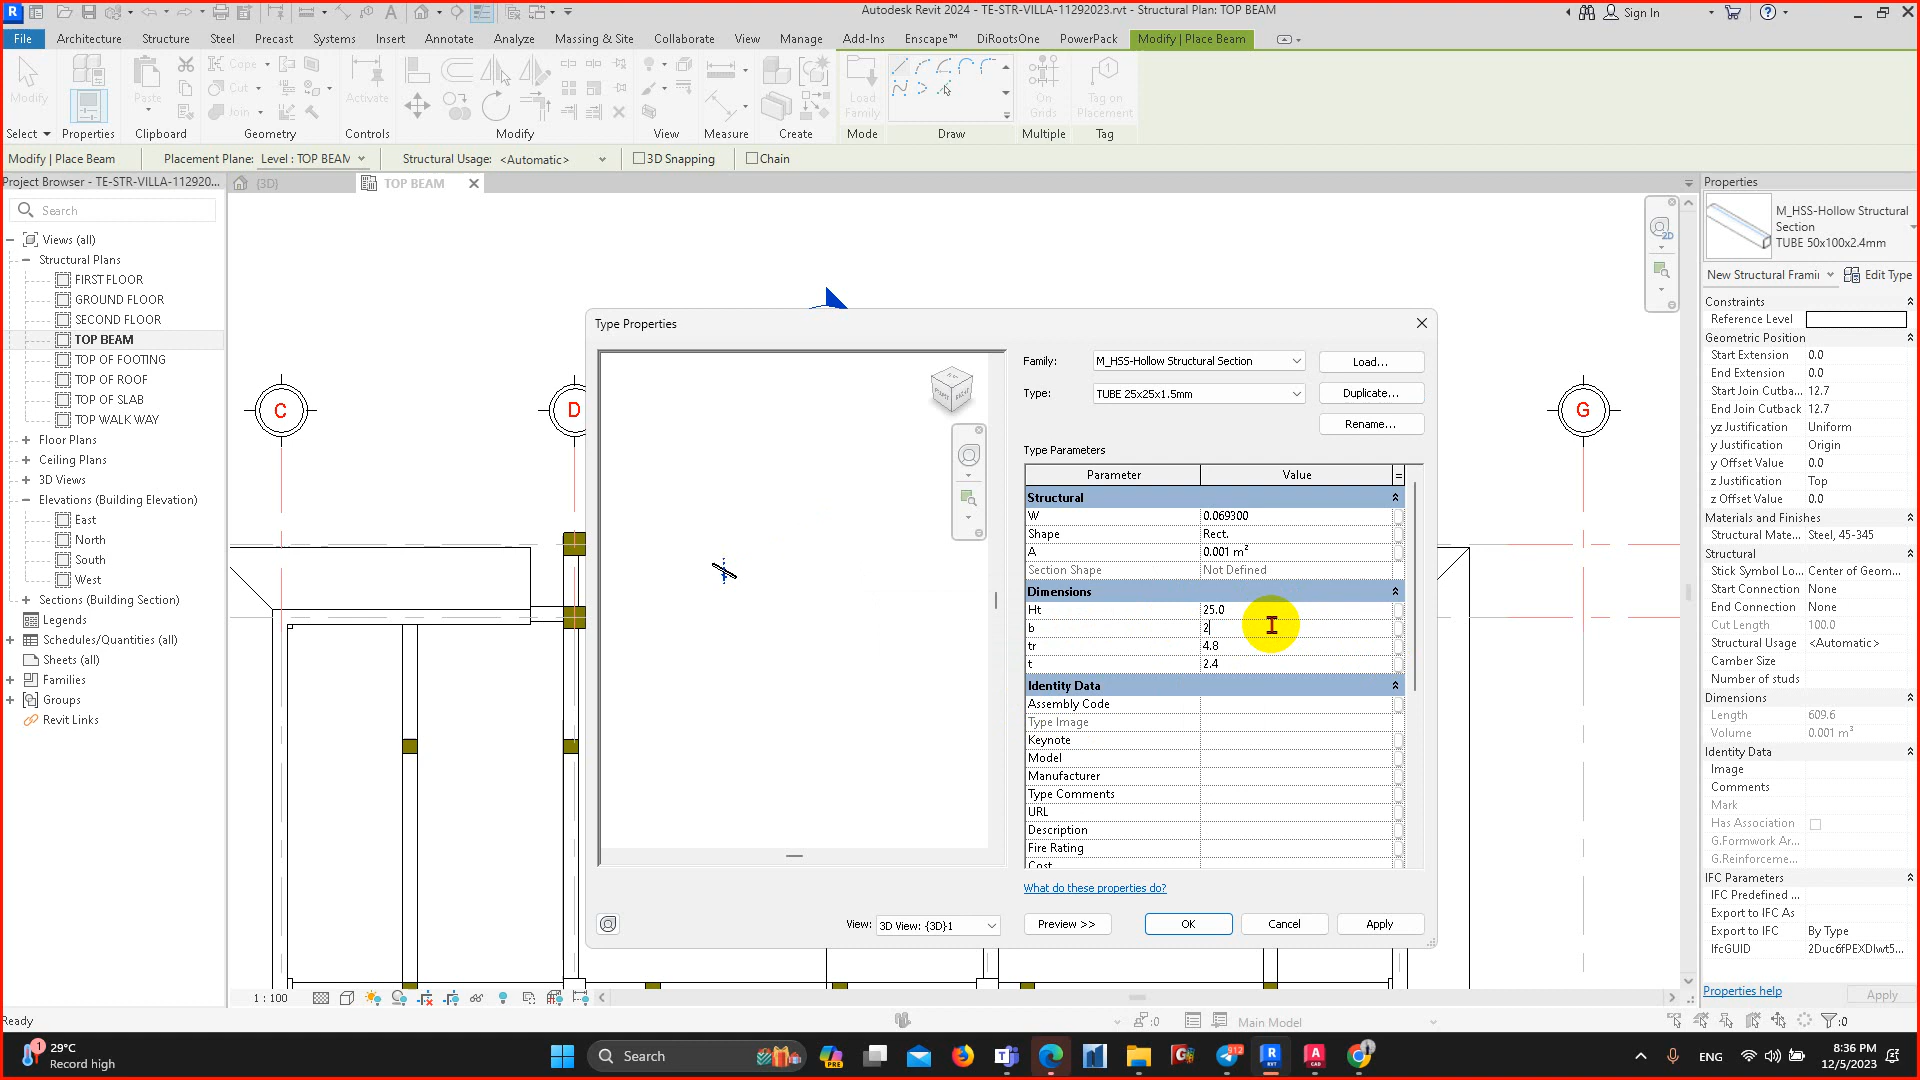 Autodesk Revit 2024 - TE-STR-VILLA-11292023.rvt - Structural Plan: TOP BEAM
Sign In
File Architecture Structure Steel Precast Systems Insert Annotate Analyze Massing & Site Collaborate View Manage Add-Ins Enscape™ DiRootsOne PowerPack Modify | Place Beam
Modify
Paste
Cope
Cut
Join
Activate
Load
Family
On
Grids
Tag on
Placement
Select Properties Clipboard Geometry Controls Modify View Measure Create Mode Draw Multiple Tag
Modify | Place Beam Placement Plane: Level : TOP BEAM Structural Usage: <Automatic> 3D Snapping Chain
Project Browser - TE-STR-VILLA-112920...
Search
Views (all)
Structural Plans
FIRST FLOOR
GROUND FLOOR
SECOND FLOOR
TOP BEAM
TOP OF FOOTING
TOP OF ROOF
TOP OF SLAB
TOP WALK WAY
Floor Plans
Ceiling Plans
3D Views
Elevations (Building Elevation)
East
North
South
West
Sections (Building Section)
Legends
Schedules/Quantities (all)
Sheets (all)
Families
Groups
Revit Links
(3D)
TOP BEAM
C
D
G
2D
Type Properties
Family: M_HSS-Hollow Structural Section Load...
Type: TUBE 25x25x1.5mm Duplicate...
Rename...
Type Parameters
Parameter Value =
Structural
W 0.069300
Shape Rect.
A 0.001 m²
Section Shape Not Defined
Dimensions
Ht 25.0
b 2
tr 4.8
t 2.4
Identity Data
Assembly Code
Type Image
Keynote
Model
Manufacturer
Type Comments
URL
Description
Fire Rating
Cost
What do these properties do?
View: 3D View: {3D}1 Preview >> OK Cancel Apply
Properties
M_HSS-Hollow Structural
Section
TUBE 50x100x2.4mm
New Structural Frami Edit Type
Constraints
Reference Level
Geometric Position
Start Extension 0.0
End Extension 0.0
Start Join Cutba... 12.7
End Join Cutback 12.7
yz Justification Uniform
y Justification Origin
y Offset Value 0.0
z Justification Top
z Offset Value 0.0
Materials and Finishes
Structural Mate... Steel, 45-345
Structural
Stick Symbol Lo... Center of Geom...
Start Connection None
End Connection None
Cut Length 100.0
Structural Usage <Automatic>
Camber Size
Number of studs
Dimensions
Length 609.6
Volume 0.001 m³
Identity Data
Image
Comments
Mark
Has Association
G.Formwork Ar...
G.Reinforceme...
IFC Parameters
IFC Predefined ...
Export to IFC As
Export to IFC By Type
IfcGUID 2Duc6fPEXDlwt5...
Properties help Apply
1 : 100
Ready :0 Main Model :0
1 29°C
Record high
Search
PRE
912
RVT
CAD
1
ENG
8:36 PM
12/5/2023